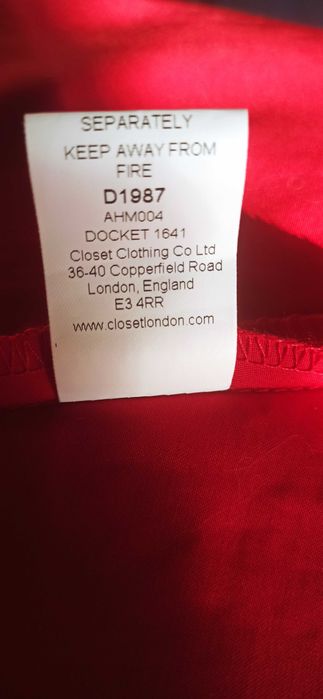 SEPARATELY
KEEP AWAY FROM
FIRE
D1987
AHM004
DOCKET 1641
Closet Clothing Co Ltd
36-40 Copperfield Road
London, England
E3 4RR
www.closetlondon.com